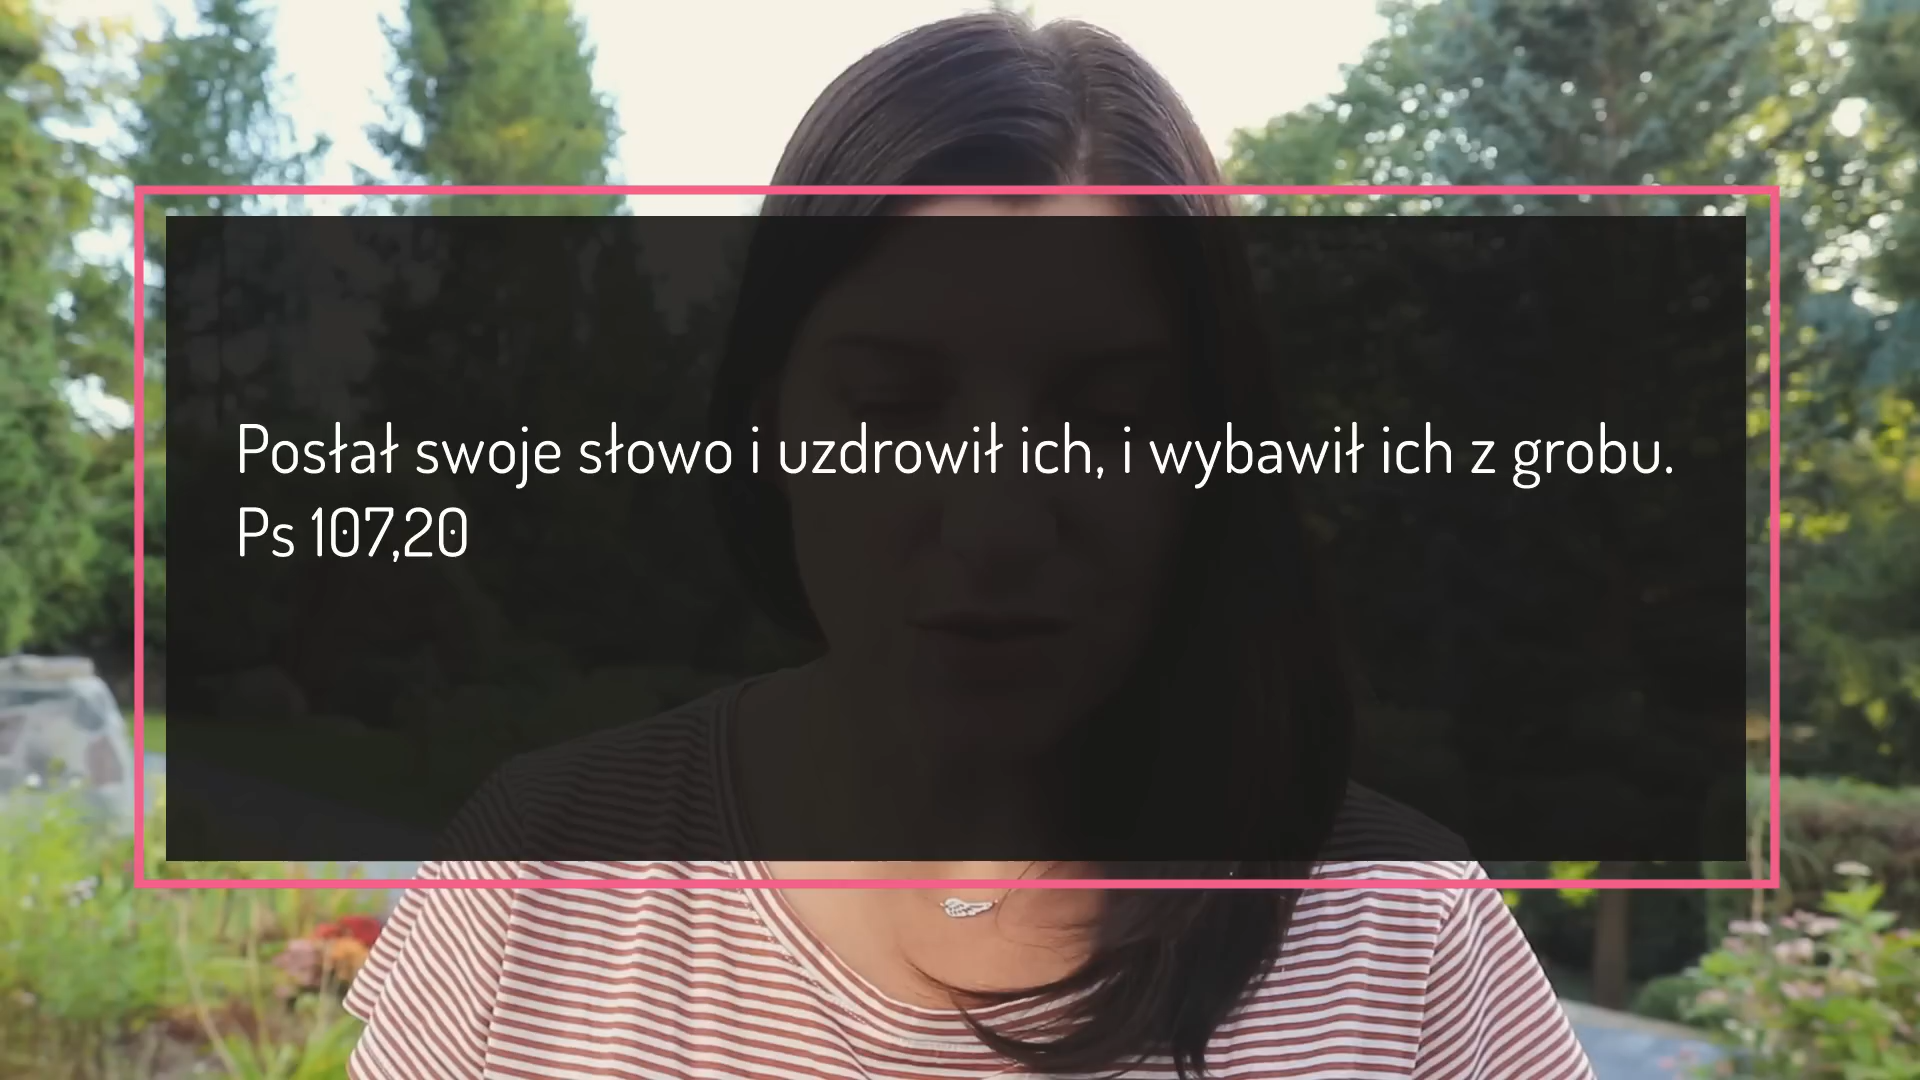 Posłał swoje słowo i uzdrowił ich, i wybawił ich z grobu.
Ps 107,20